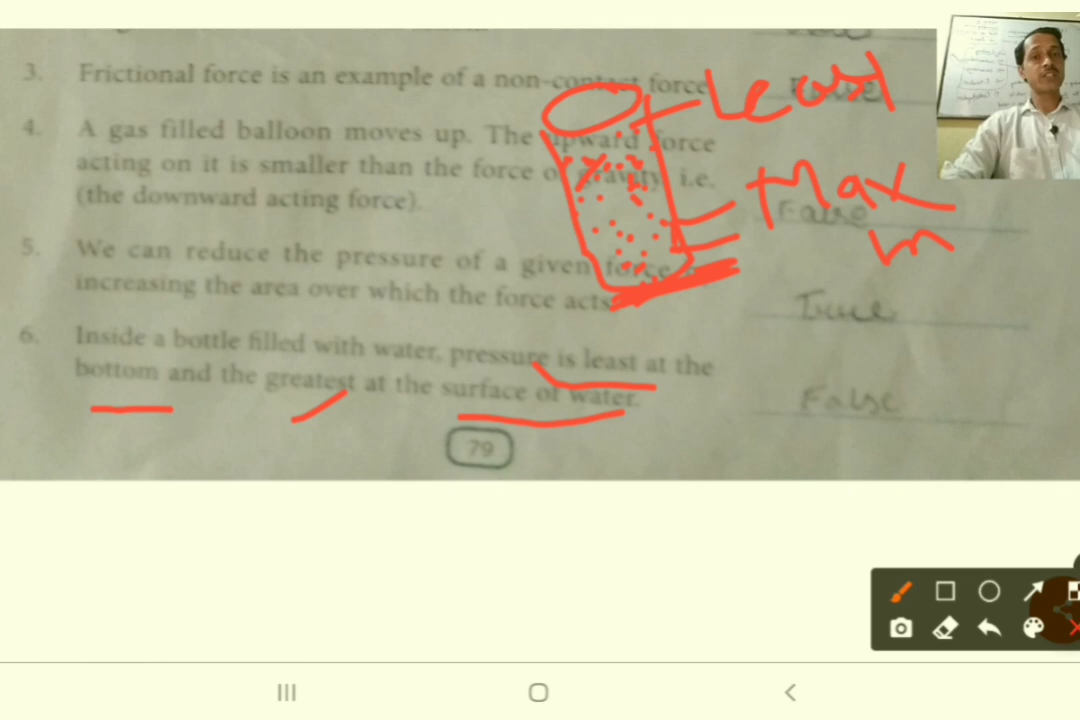 3. Frictional force is an example of a non-contact force. False
Least
4. A gas filled balloon moves up. The upward force
acting on it is smaller than the force of gravity i.e.
(the downward acting force). False
Max
m
5. We can reduce the pressure of a given force
increasing the area over which the force acts. True
6. Inside a bottle filled with water, pressure is least at the
bottom and the greatest at the surface of water. False
79